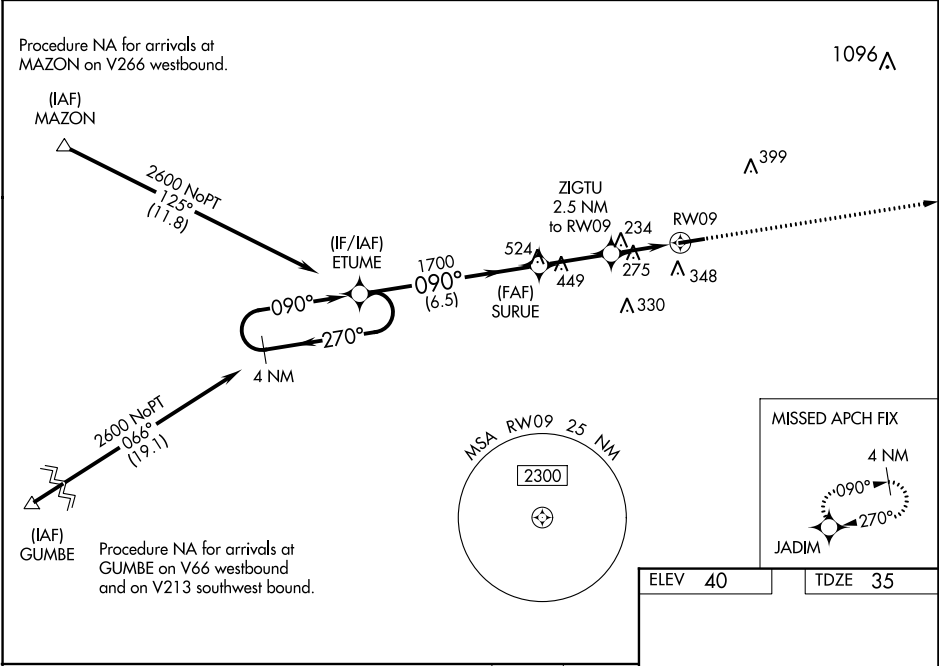 Procedure NA for arrivals at
MAZON on V266 westbound.
1096
(IAF)
MAZON
2600 NoPT
125°
(11.8)
399
ZIGTU
2.5 NM
to RW09
RW09
234
(IF/IAF)
ETUME
524
1700
090°
(6.5)
449
275
348
(FAF)
SURUE
330
090°
270°
4 NM
2600 NoPT
066°
(19.1)
MSA RW09 25 NM
2300
MISSED APCH FIX
4 NM
090°
270°
JADIM
(IAF)
GUMBE
Procedure NA for arrivals at
GUMBE on V66 westbound
and on V213 southwest bound.
ELEV 40
TDZE 35